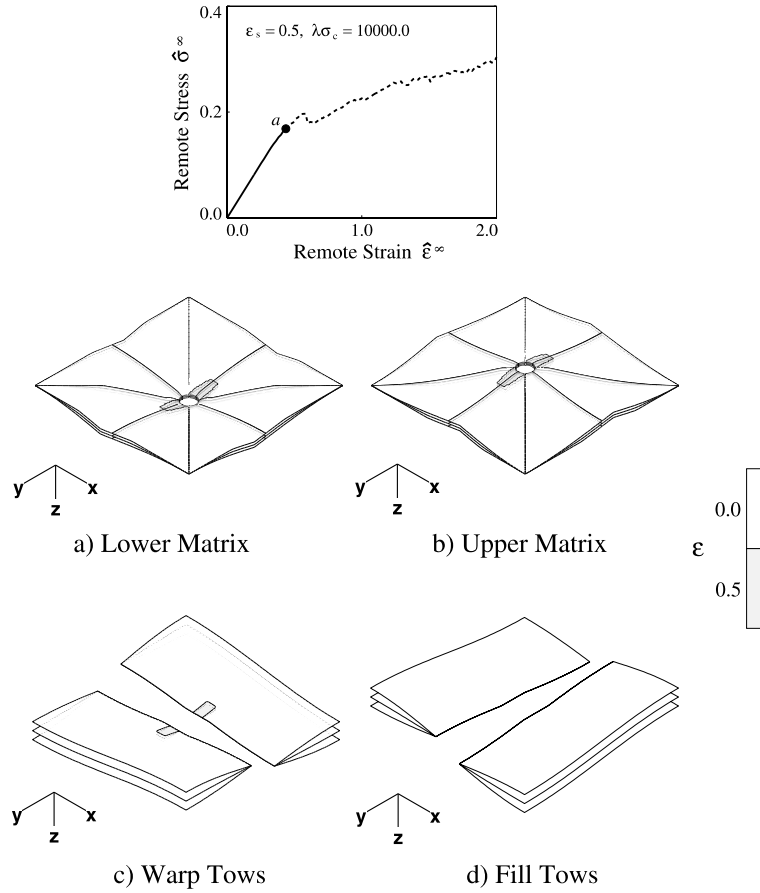 0.4
ε s = 0.5, λσ c = 10000.0
Remote Stress σ̂ ∞
a
0.2
0.0
0.0 1.0 2.0
Remote Strain ε̂ ∞
y x
z
y x
z
a) Lower Matrix
b) Upper Matrix
0.0
ε
0.5
y x
z
y x
z
c) Warp Tows
d) Fill Tows